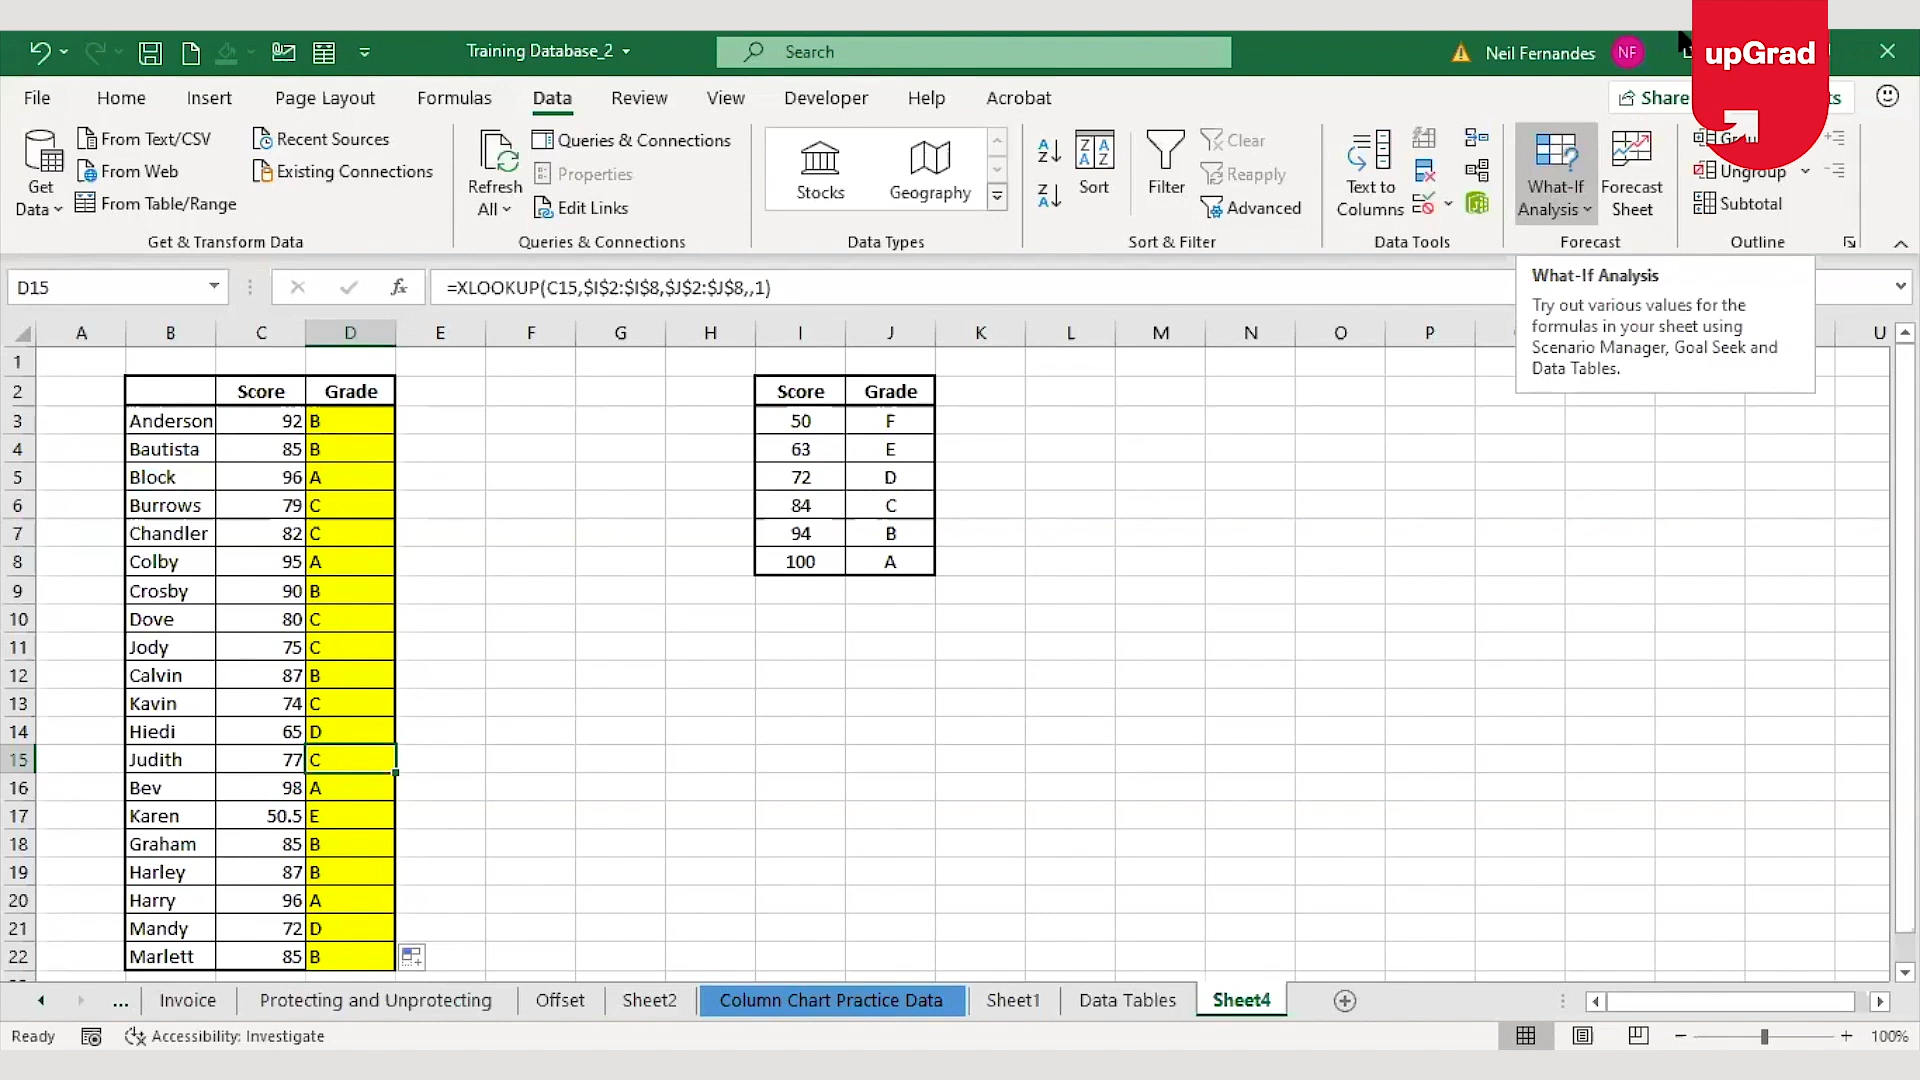 Training Database_2
Search
Neil Fernandes
NF
upGrad
File
Home
Insert
Page Layout
Formulas
Data
Review
View
Developer
Help
Acrobat
Share
ts
Get
Data
From Text/CSV
From Web
From Table/Range
Recent Sources
Existing Connections
Get & Transform Data
Refresh
All
Queries & Connections
Properties
Edit Links
Queries & Connections
Stocks
Geography
Data Types
Sort
Filter
Clear
Reapply
Advanced
Sort & Filter
Text to
Columns
Data Tools
What-If
Analysis
Forecast
Sheet
Forecast
Ungroup
Subtotal
Outline
D15
fx
=XLOOKUP(C15,$I$2:$I$8,$J$2:$J$8,,1)
What-If Analysis
Try out various values for the
formulas in your sheet using
Scenario Manager, Goal Seek and
Data Tables.
A B C D E F G H I J K L M N O P U
1
2 Score Grade Score Grade
3 Anderson 92 B 50 F
4 Bautista 85 B 63 E
5 Block 96 A 72 D
6 Burrows 79 C 84 C
7 Chandler 82 C 94 B
8 Colby 95 A 100 A
9 Crosby 90 B
10 Dove 80 C
11 Jody 75 C
12 Calvin 87 B
13 Kavin 74 C
14 Hiedi 65 D
15 Judith 77 C
16 Bev 98 A
17 Karen 50.5 E
18 Graham 85 B
19 Harley 87 B
20 Harry 96 A
21 Mandy 72 D
22 Marlett 85 B
... Invoice Protecting and Unprotecting Offset Sheet2 Column Chart Practice Data Sheet1 Data Tables Sheet4
Ready
Accessibility: Investigate
100%